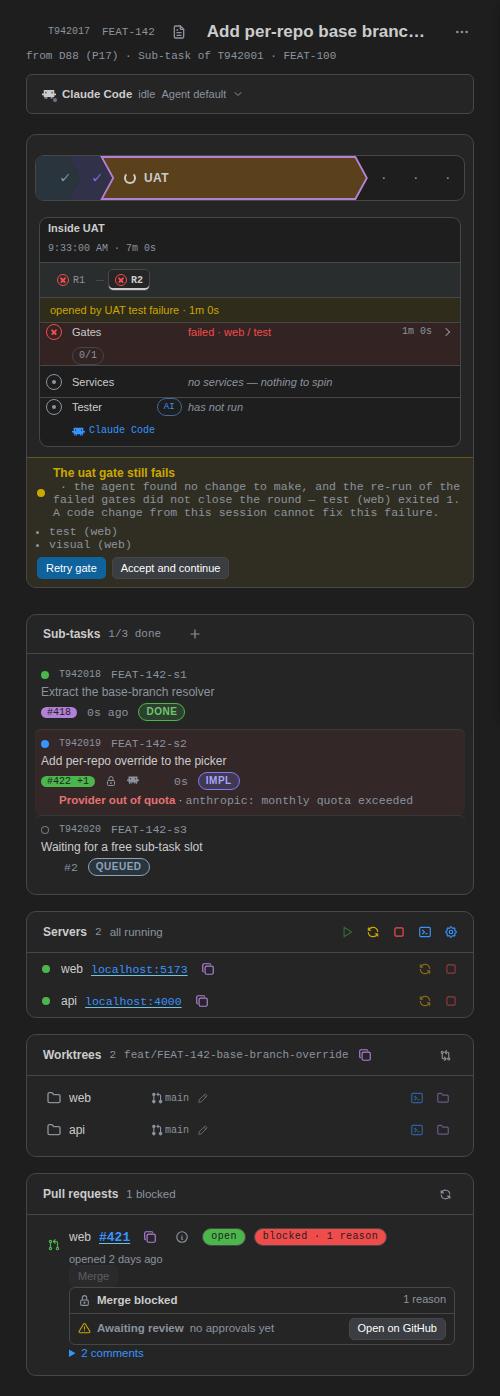 T942017 FEAT-142 Add per-repo base branc…
from D88 (P17) · Sub-task of T942001 · FEAT-100
Claude Code idle Agent default
UAT
Inside UAT
9:33:00 AM · 7m 0s
R1 — R2
opened by UAT test failure · 1m 0s
Gates failed · web / test 1m 0s
0/1
Services no services — nothing to spin
Tester AI has not run
Claude Code
The uat gate still fails
· the agent found no change to make, and the re-run of the
failed gates did not close the round — test (web) exited 1.
A code change from this session cannot fix this failure.
• test (web)
• visual (web)
Retry gate Accept and continue
Sub-tasks 1/3 done
T942018 FEAT-142-s1
Extract the base-branch resolver
#418 0s ago DONE
T942019 FEAT-142-s2
Add per-repo override to the picker
#422 +1 0s IMPL
Provider out of quota · anthropic: monthly quota exceeded
T942020 FEAT-142-s3
Waiting for a free sub-task slot
#2 QUEUED
Servers 2 all running
web localhost:5173
api localhost:4000
Worktrees 2 feat/FEAT-142-base-branch-override
web main
api main
Pull requests 1 blocked
web #421 open blocked · 1 reason
opened 2 days ago
Merge
Merge blocked 1 reason
Awaiting review no approvals yet Open on GitHub
2 comments